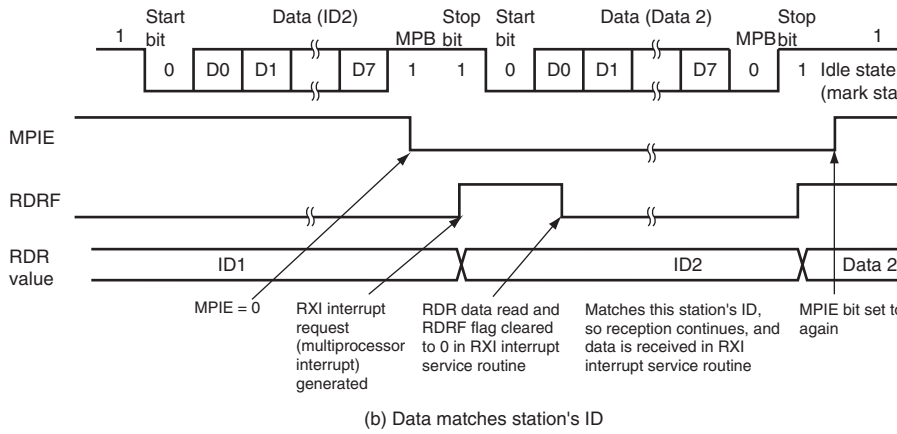 Start bit
Data (ID2)
MPB
Stop bit
Start bit
Data (Data 2)
MPB
Stop bit
1
1
0 D0 D1 D7 1 1 0 D0 D1 D7 0 1
Idle state
(mark sta
MPIE
RDRF
RDR value
ID1
ID2
Data 2
MPIE = 0
RXI interrupt
request
(multiprocessor
interrupt)
generated
RDR data read and
RDRF flag cleared
to 0 in RXI interrupt
service routine
Matches this station's ID,
so reception continues, and
data is received in RXI
interrupt service routine
MPIE bit set to
again
(b) Data matches station's ID